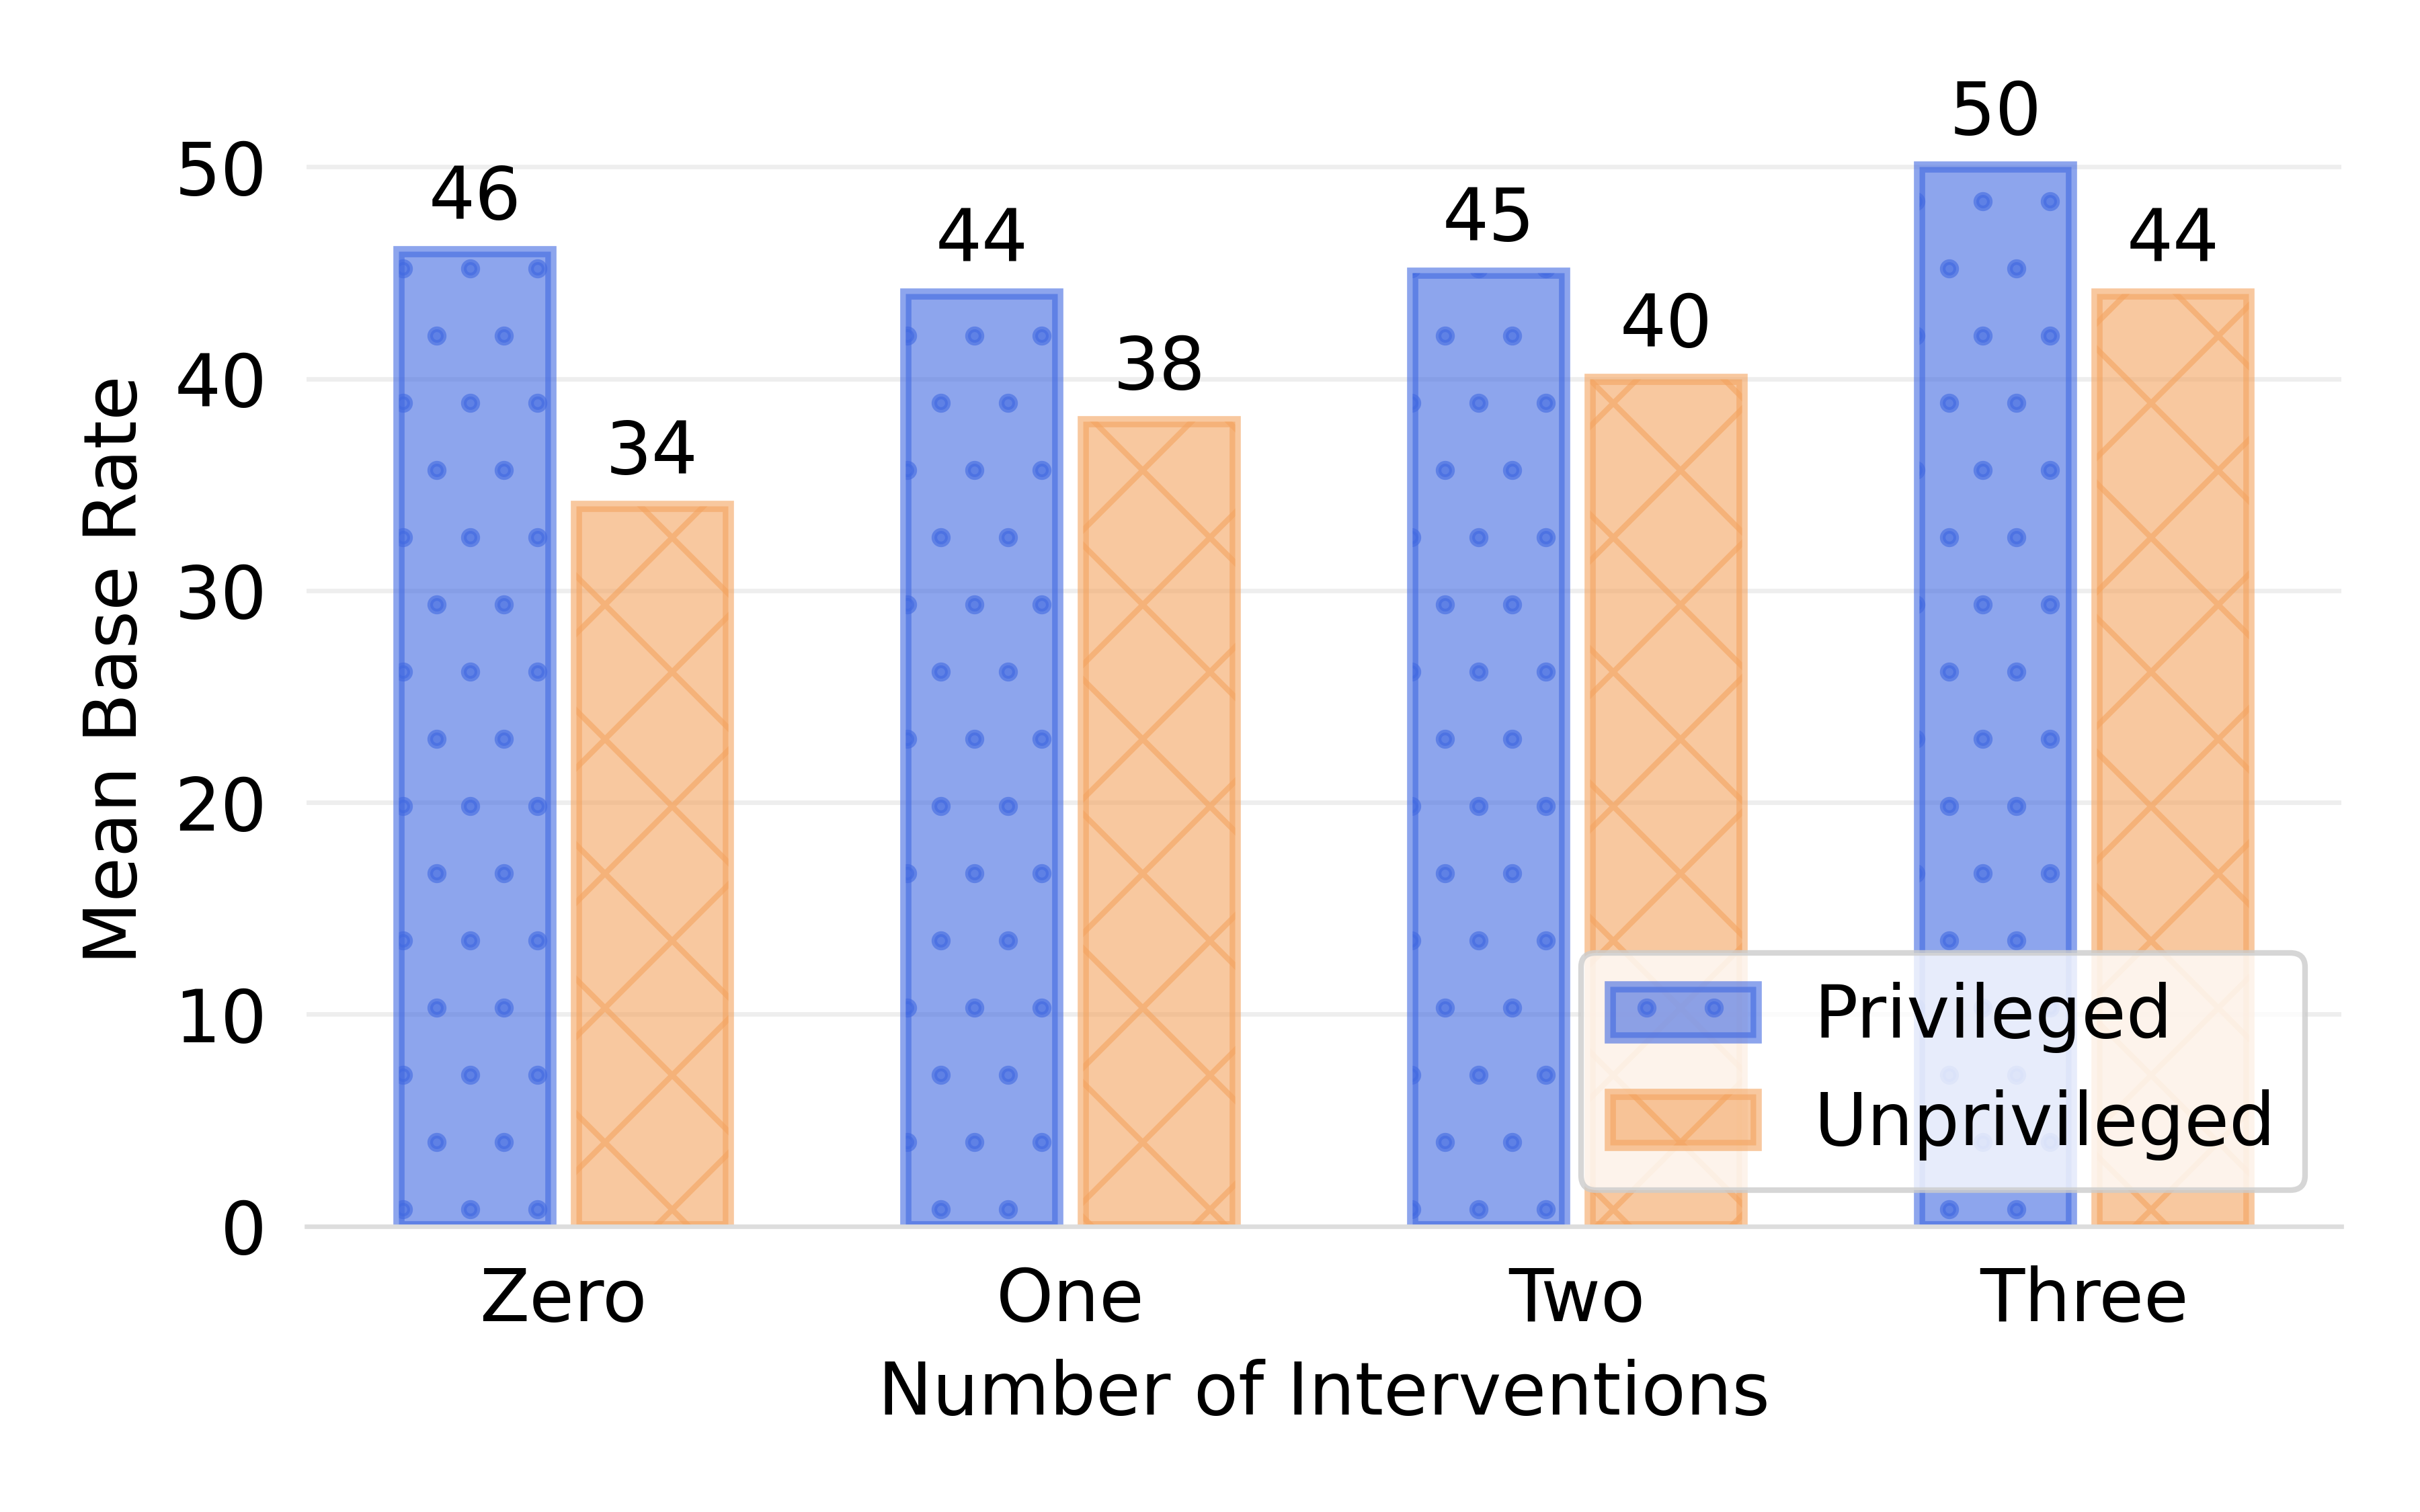 Mean Base Rate
50
40
30
20
10
0
46
34
44
38
45
40
50
44
Privileged
Unprivileged
Zero
One
Two
Three
Number of Interventions